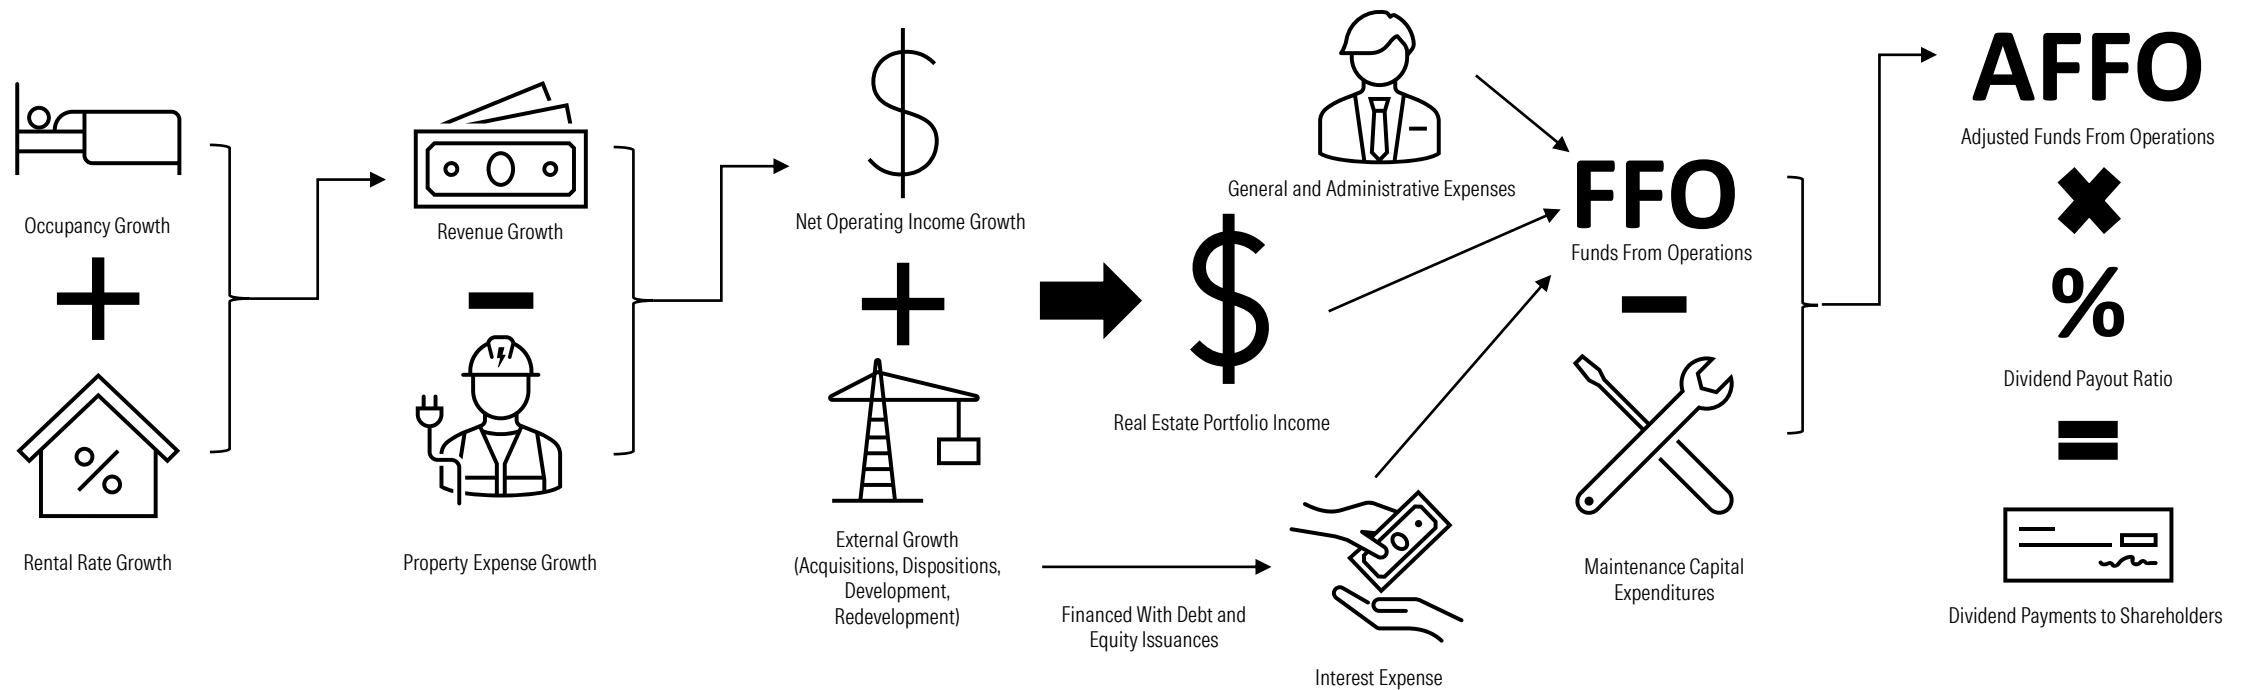 Occupancy Growth
Rental Rate Growth
Revenue Growth
Property Expense Growth
Net Operating Income Growth
External Growth
(Acquisitions, Dispositions,
Development,
Redevelopment)
Financed With Debt and
Equity Issuances
Real Estate Portfolio Income
General and Administrative Expenses
Interest Expense
FFO
Funds From Operations
Maintenance Capital
Expenditures
AFFO
Adjusted Funds From Operations
%
Dividend Payout Ratio
Dividend Payments to Shareholders